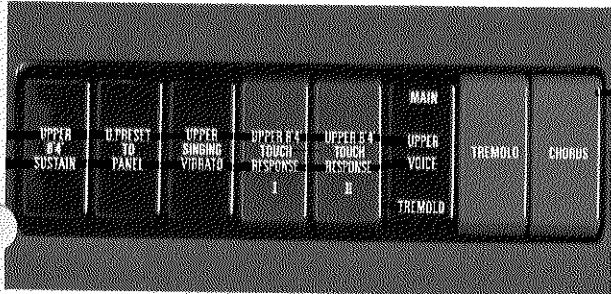 UPPER
8'4'
SUSTAIN
U.PRESET
TO
PANEL
UPPER
SINGING
VIBRATO
UPPER 8'4'
TOUCH
RESPONSE
I
UPPER 8'4'
TOUCH
RESPONSE
II
MAIN
UPPER
VOICE
TREMOLO
TREMOLO
CHORUS